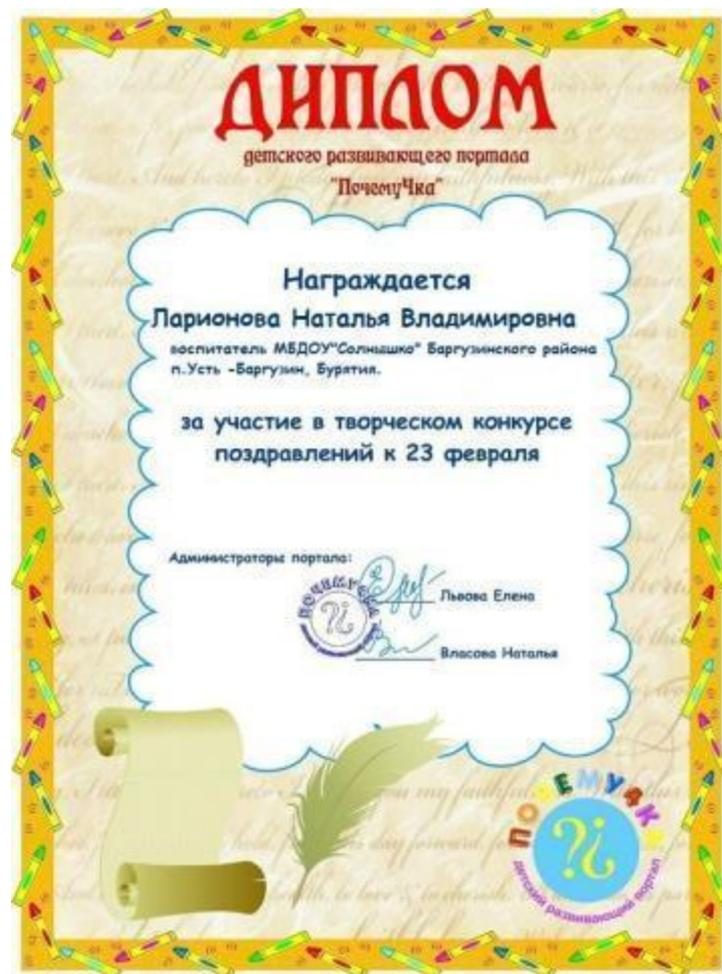 ДИПЛОМ
детского развивающего портала
"ПочемуЧка"
Награждается
Ларионова Наталья Владимировна
воспитатель МБДОУ"Солнышко" Баргузинского района
п.Усть -Баргузин, Бурятия.
за участие в творческом конкурсе
поздравлений к 23 февраля
Администраторы портала:
Львова Елена
ПОЧЕМУЧКА
Власова Наталья
ПОЧЕМУЧКА
детский развивающий портал